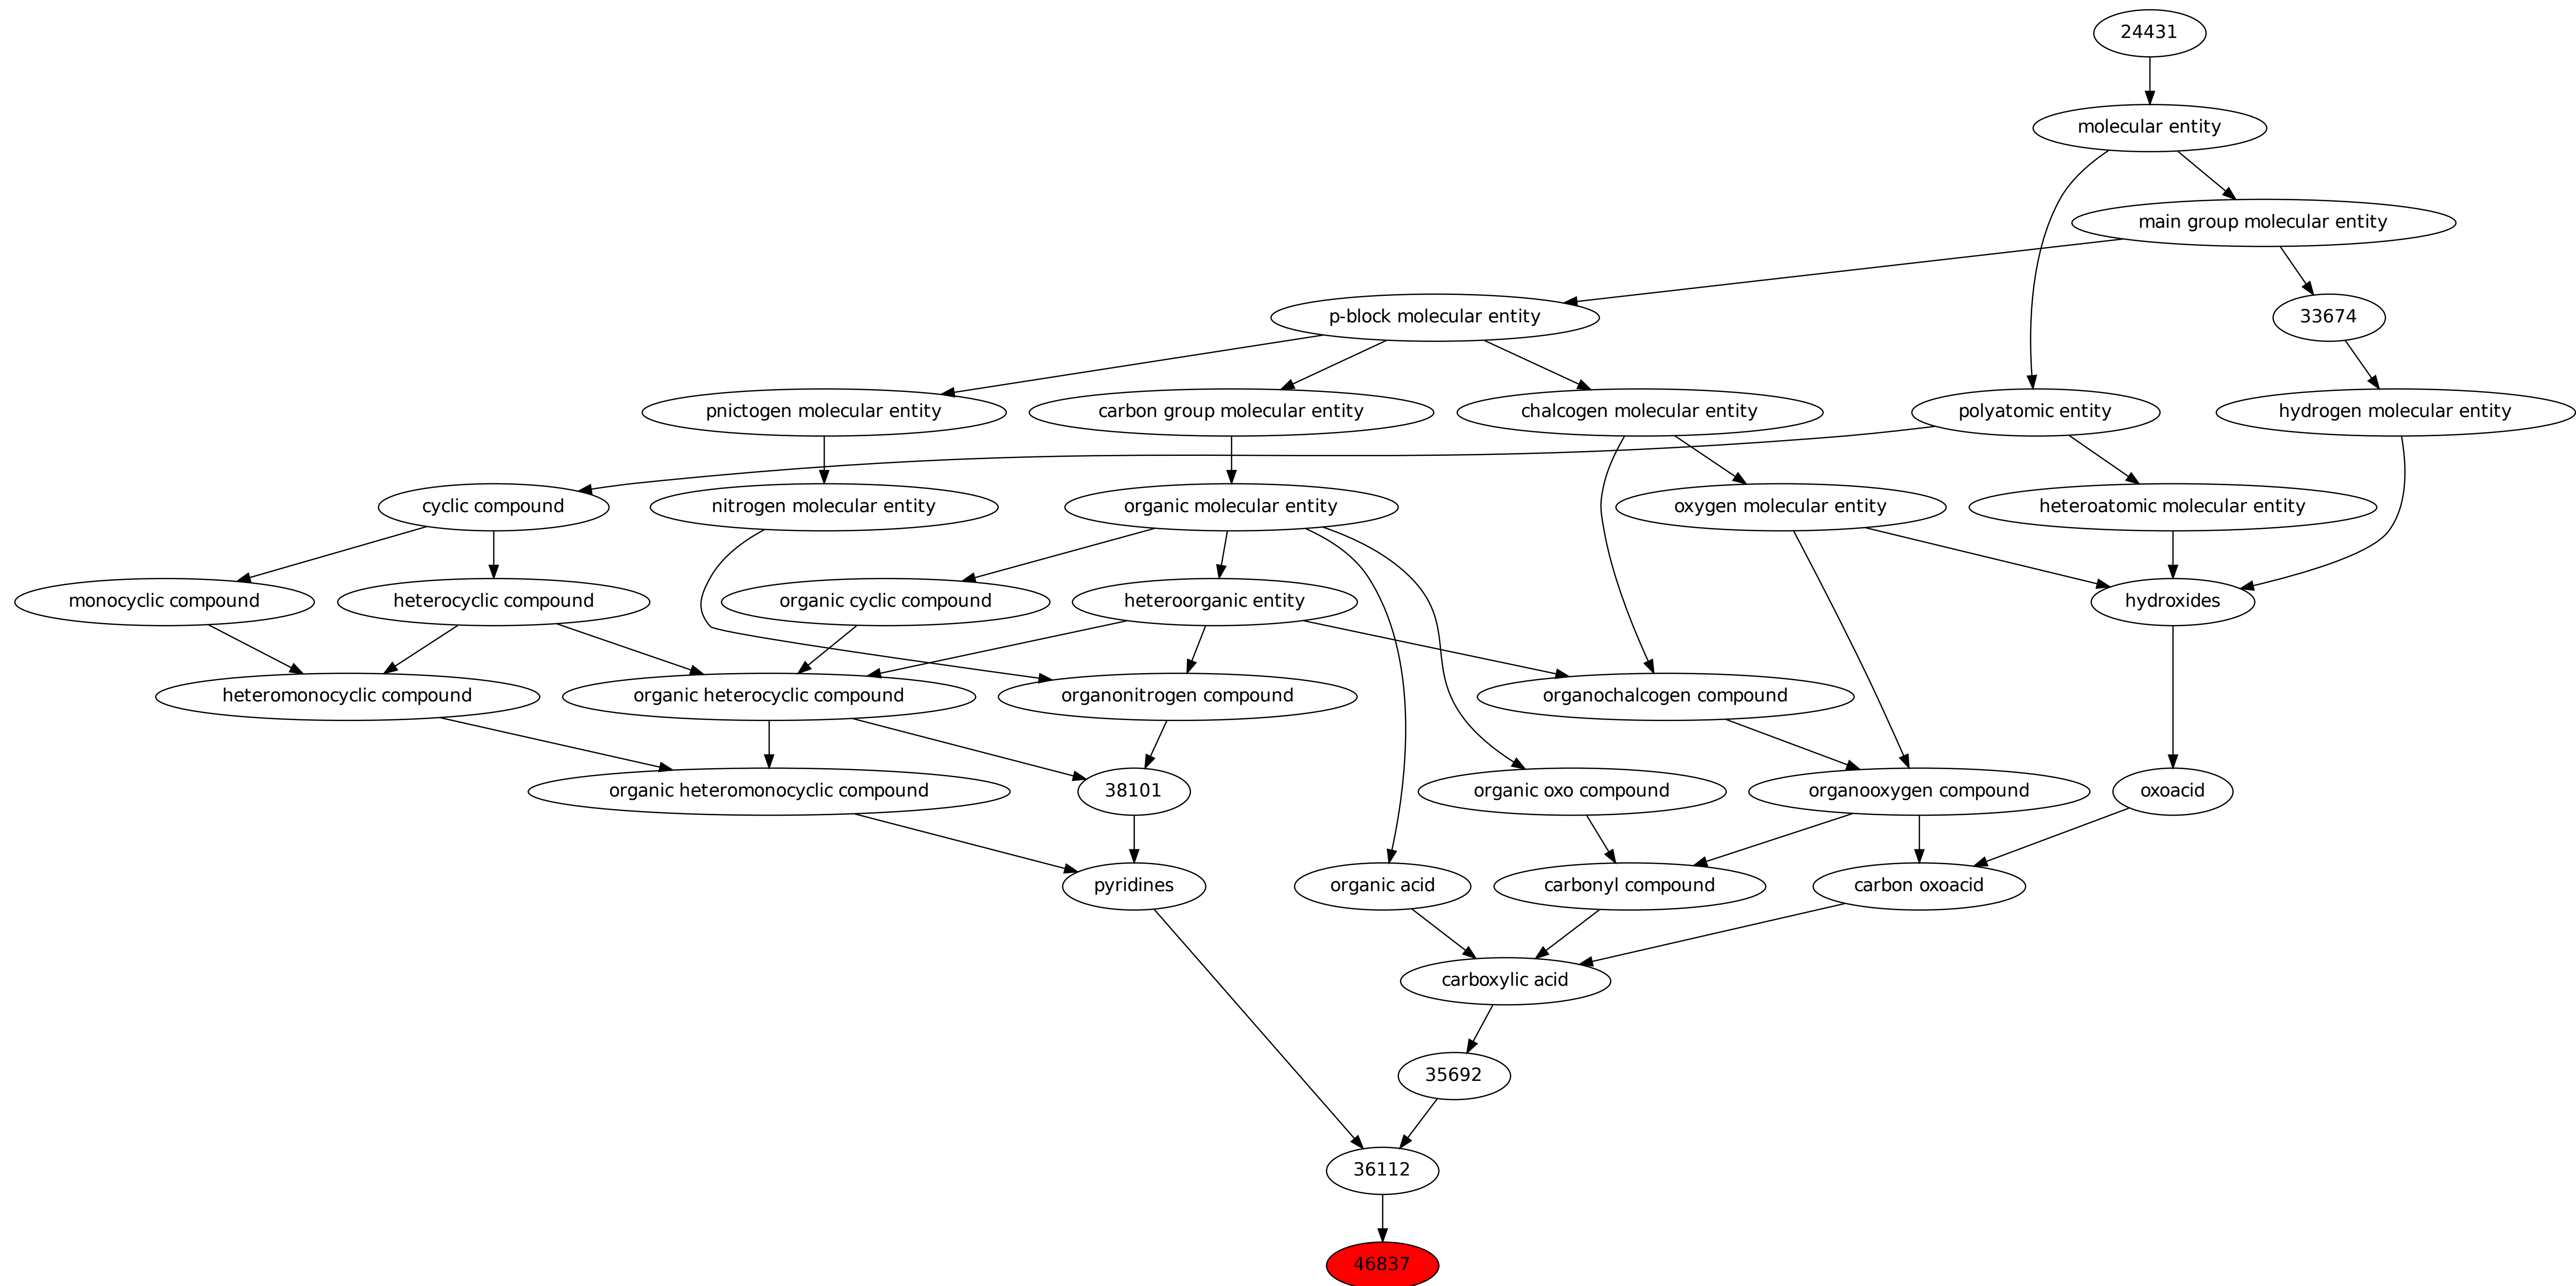 24431
molecular entity
main group molecular entity
p-block molecular entity
33674
pnictogen molecular entity
carbon group molecular entity
chalcogen molecular entity
polyatomic entity
hydrogen molecular entity
cyclic compound
nitrogen molecular entity
organic molecular entity
oxygen molecular entity
heteroatomic molecular entity
monocyclic compound
heterocyclic compound
organic cyclic compound
heteroorganic entity
hydroxides
heteromonocyclic compound
organic heterocyclic compound
organonitrogen compound
organochalcogen compound
organic heteromonocyclic compound
38101
organic oxo compound
organooxygen compound
oxoacid
pyridines
organic acid
carbonyl compound
carbon oxoacid
carboxylic acid
35692
36112
46837